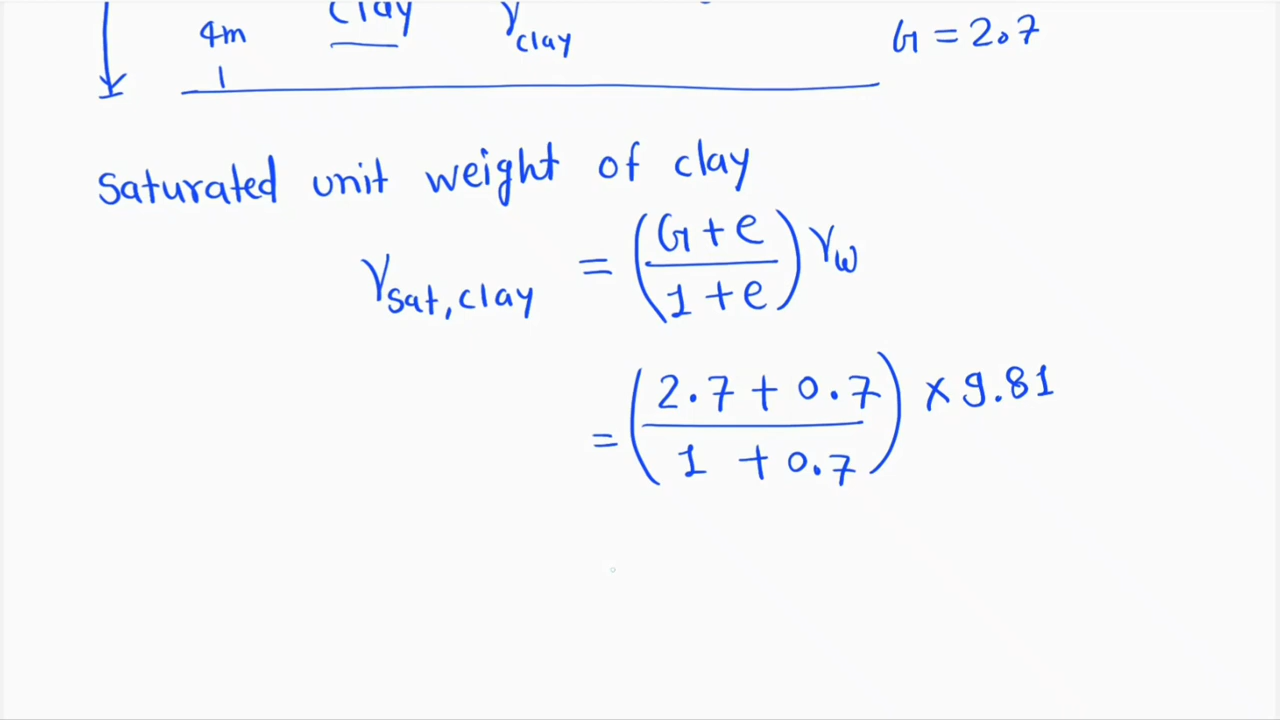 4m clay γclay G = 2.7
Saturated unit weight of clay
γsat,clay = (G+e / 1+e) γw
= (2.7 + 0.7 / 1 + 0.7) × 9.81